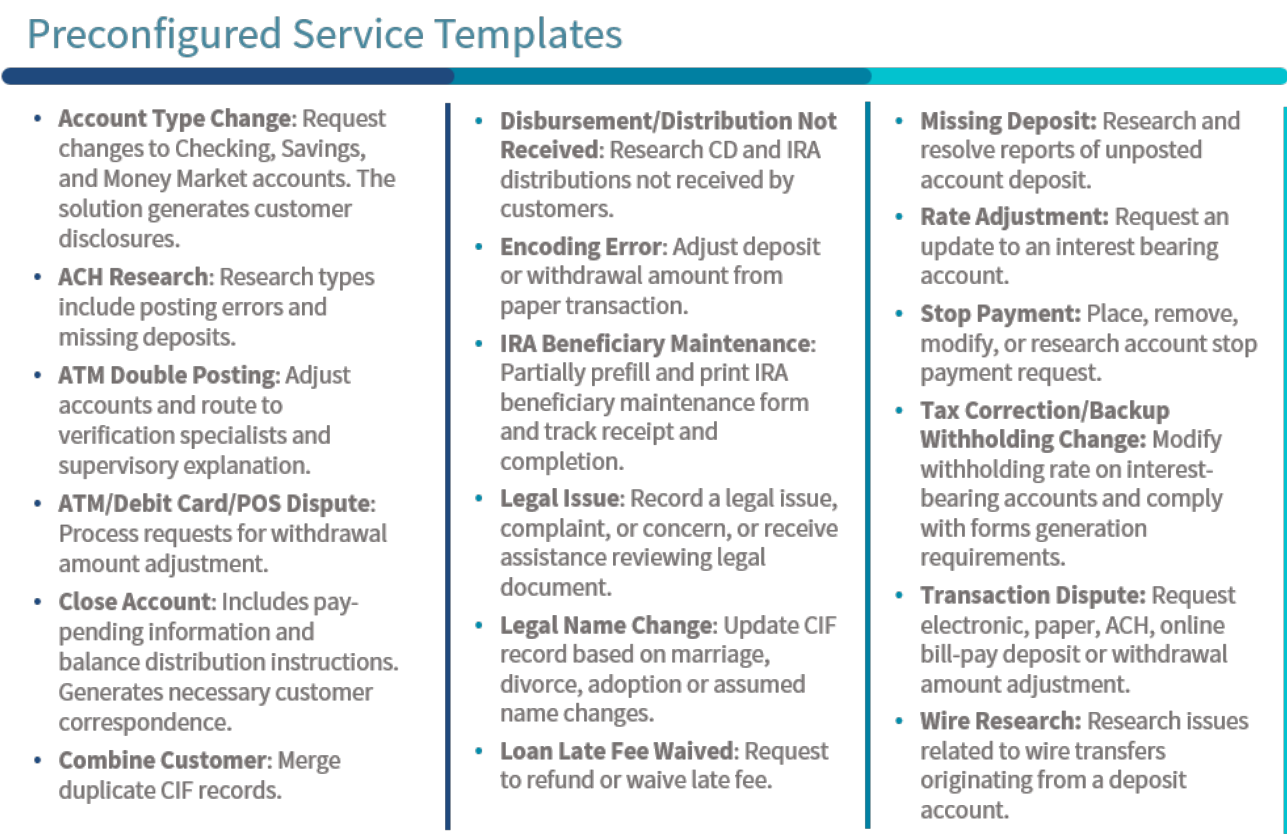 Preconfigured Service Templates
• Account Type Change: Request
changes to Checking, Savings,
and Money Market accounts. The
solution generates customer
disclosures.
• ACH Research: Research types
include posting errors and
missing deposits.
• ATM Double Posting: Adjust
accounts and route to
verification specialists and
supervisory explanation.
• ATM/Debit Card/POS Dispute:
Process requests for withdrawal
amount adjustment.
• Close Account: Includes pay-
pending information and
balance distribution instructions.
Generates necessary customer
correspondence.
• Combine Customer: Merge
duplicate CIF records.
• Disbursement/Distribution Not
Received: Research CD and IRA
distributions not received by
customers.
• Encoding Error: Adjust deposit
or withdrawal amount from
paper transaction.
• IRA Beneficiary Maintenance:
Partially prefill and print IRA
beneficiary maintenance form
and track receipt and
completion.
• Legal Issue: Record a legal issue,
complaint, or concern, or receive
assistance reviewing legal
document.
• Legal Name Change: Update CIF
record based on marriage,
divorce, adoption or assumed
name changes.
• Loan Late Fee Waived: Request
to refund or waive late fee.
• Missing Deposit: Research and
resolve reports of unposted
account deposit.
• Rate Adjustment: Request an
update to an interest bearing
account.
• Stop Payment: Place, remove,
modify, or research account stop
payment request.
• Tax Correction/Backup
Withholding Change: Modify
withholding rate on interest-
bearing accounts and comply
with forms generation
requirements.
• Transaction Dispute: Request
electronic, paper, ACH, online
bill-pay deposit or withdrawal
amount adjustment.
• Wire Research: Research issues
related to wire transfers
originating from a deposit
account.